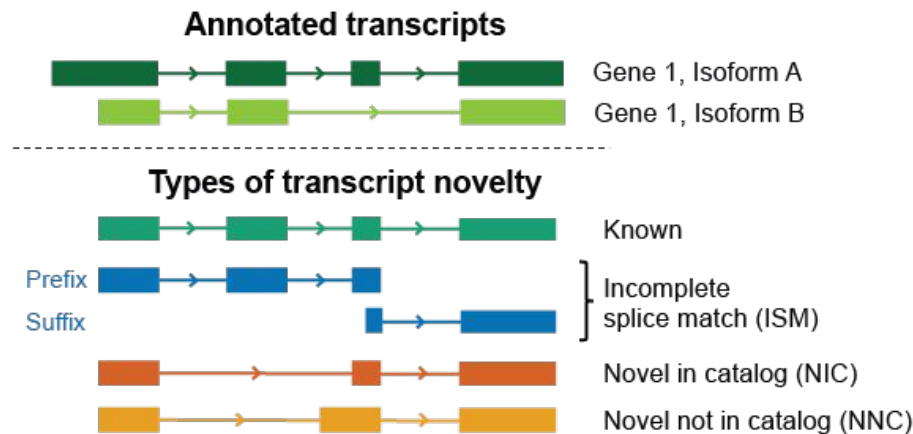 Annotated transcripts
Gene 1, Isoform A
Gene 1, Isoform B
Types of transcript novelty
Known
Prefix
Suffix
Incomplete
splice match (ISM)
Novel in catalog (NIC)
Novel not in catalog (NNC)